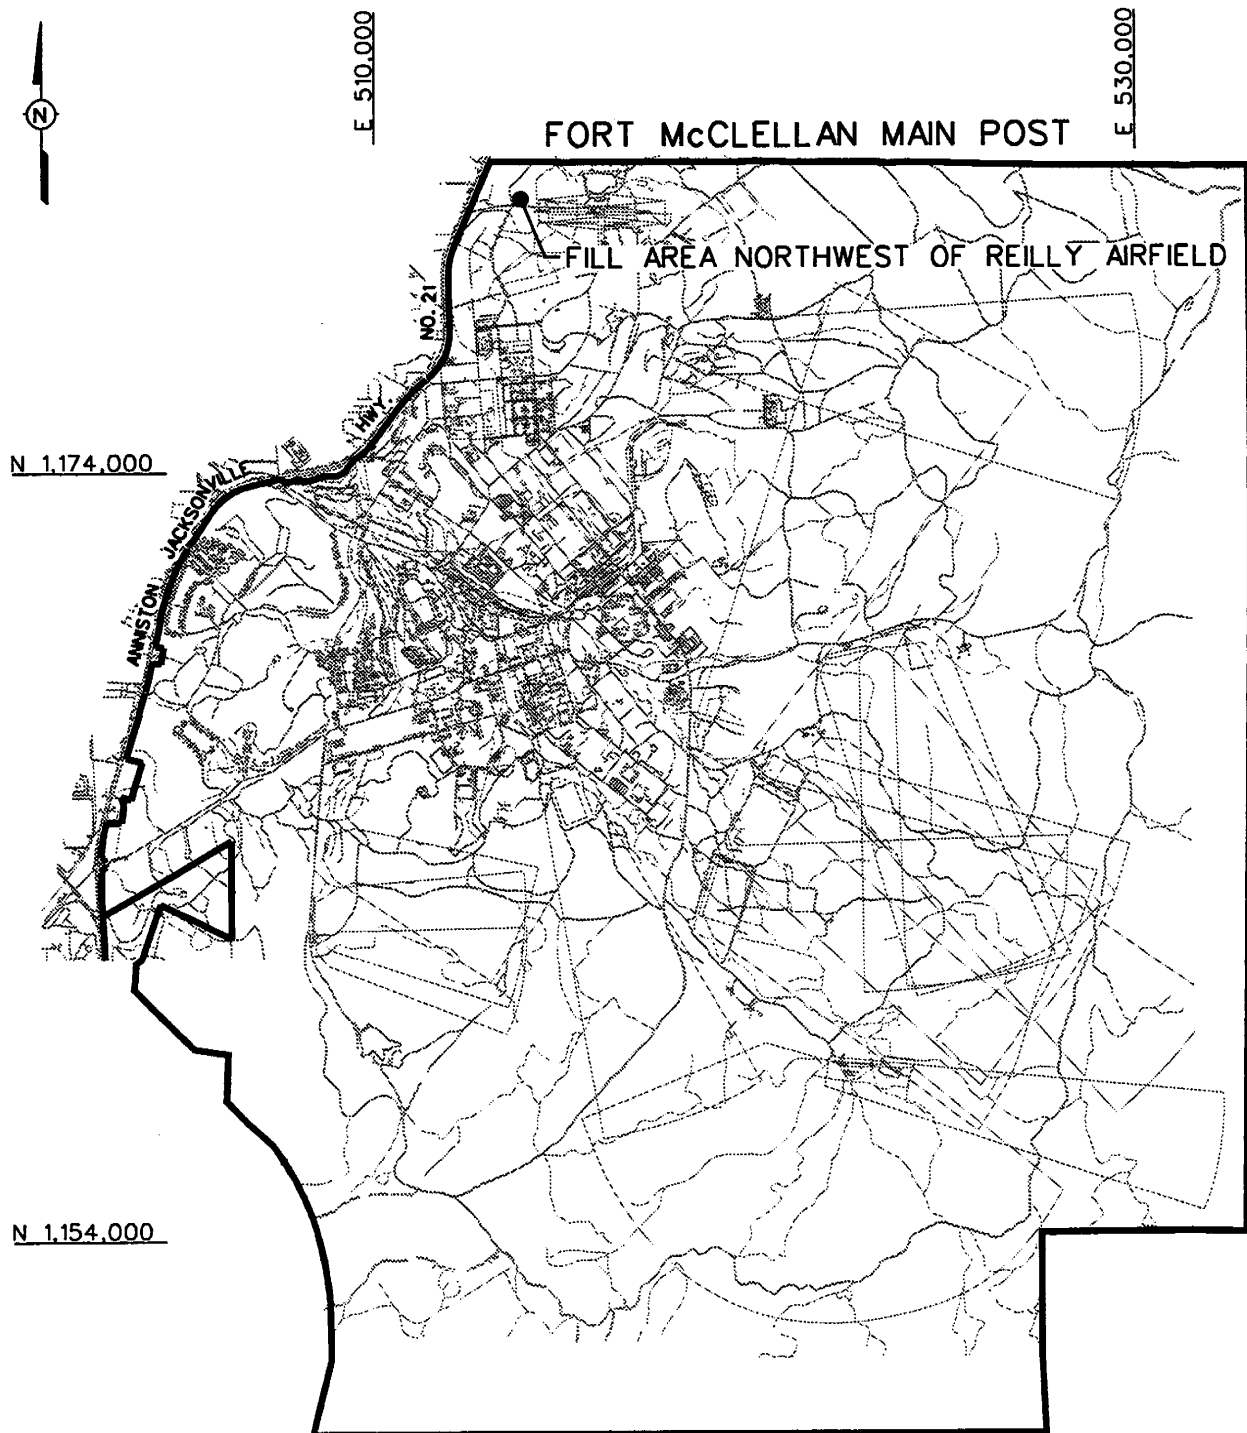 E 510,000
E 530,000
N
FORT McCLELLAN MAIN POST
FILL AREA NORTHWEST OF REILLY AIRFIELD
NO. 21
HWY.
N 1,174,000
JACKSONVILLE
ANNISTON
N 1,154,000